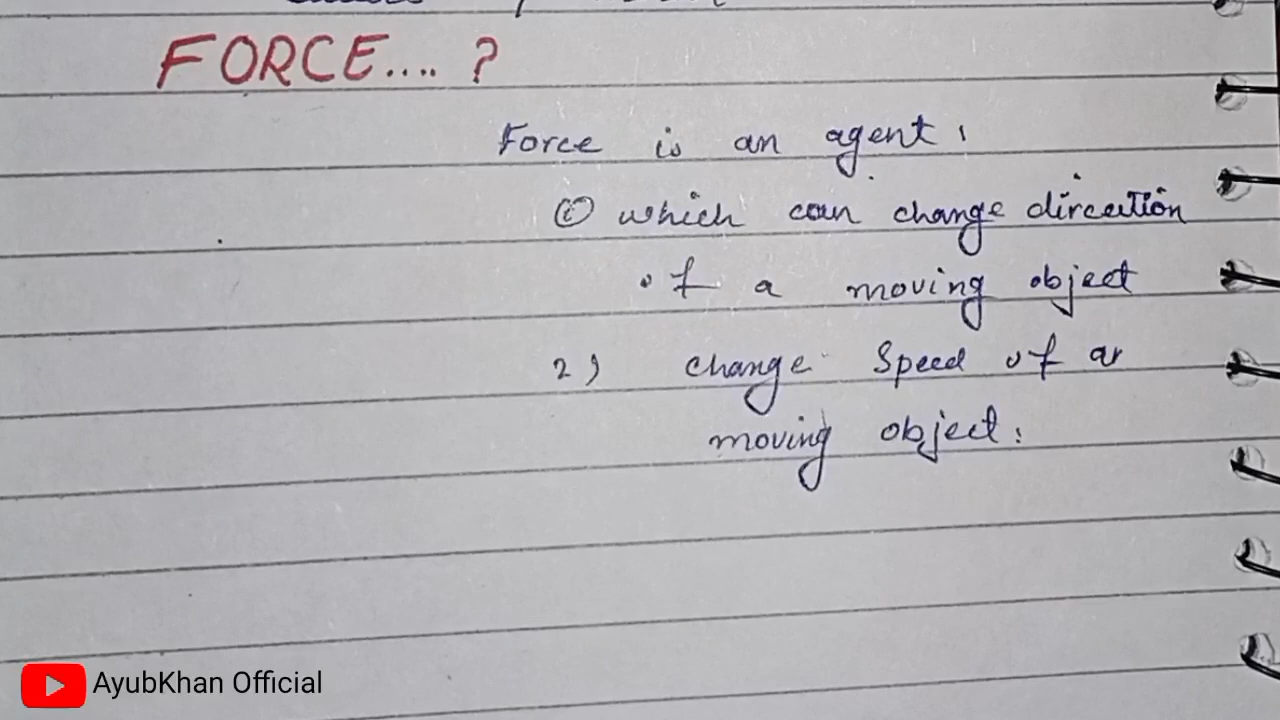 FORCE.... ?
Force is an agent :
① which can change direction
of a moving object
2) change speed of a
moving object :
AyubKhan Official